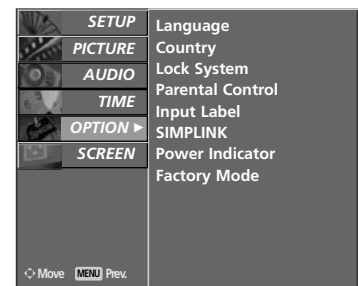 SETUP
PICTURE
AUDIO
TIME
OPTION ►
SCREEN
Language
Country
Lock System
Parental Control
Input Label
SIMPLINK
Power Indicator
Factory Mode
Move MENU Prev.